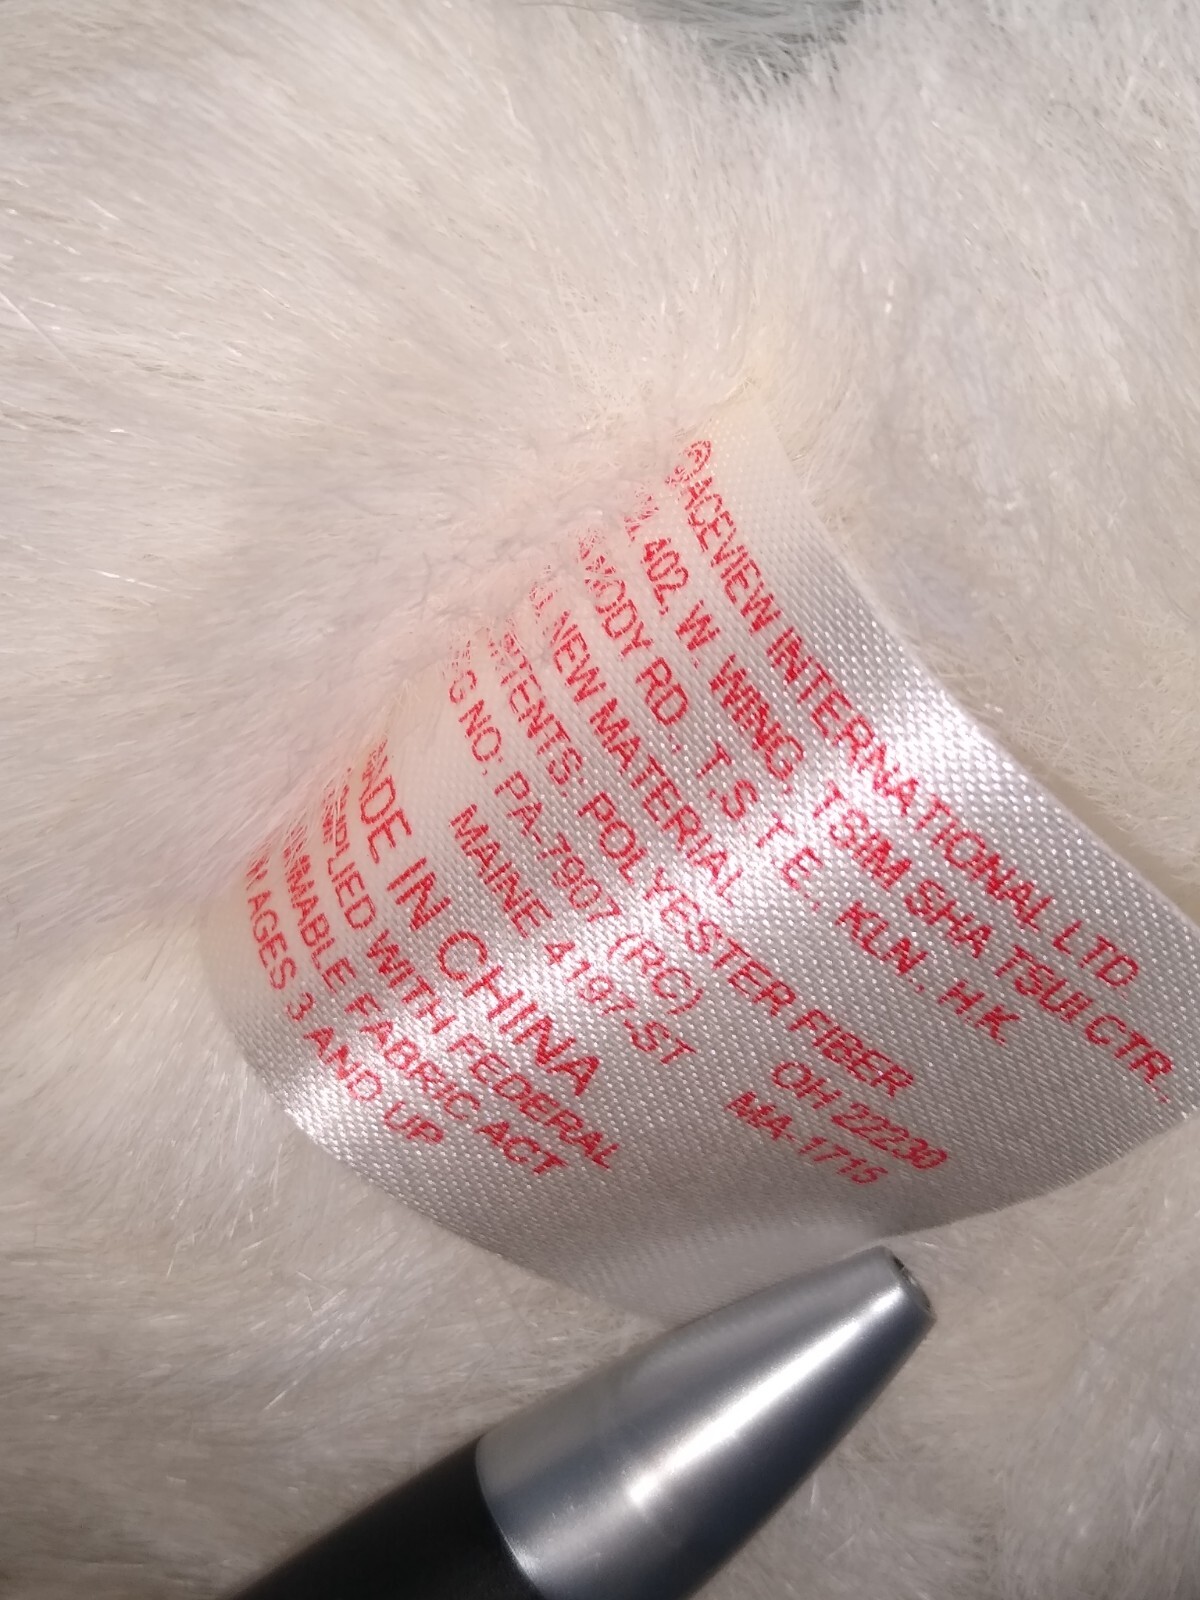 ©ACEVIEW INTERNATIONAL LTD.
402, W. WING, TSIM SHA TSUI CTR.,
MODY RD., T.S.T.E., KLN., H.K.
NEW MATERIAL
POLYESTER FIBER
NO: PA-7907 (RC) OH 22230
MAINE 4197-ST MA-1715
MADE IN CHINA
COMPLIED WITH FEDERAL
FABRIC ACT
AGES 3 AND UP